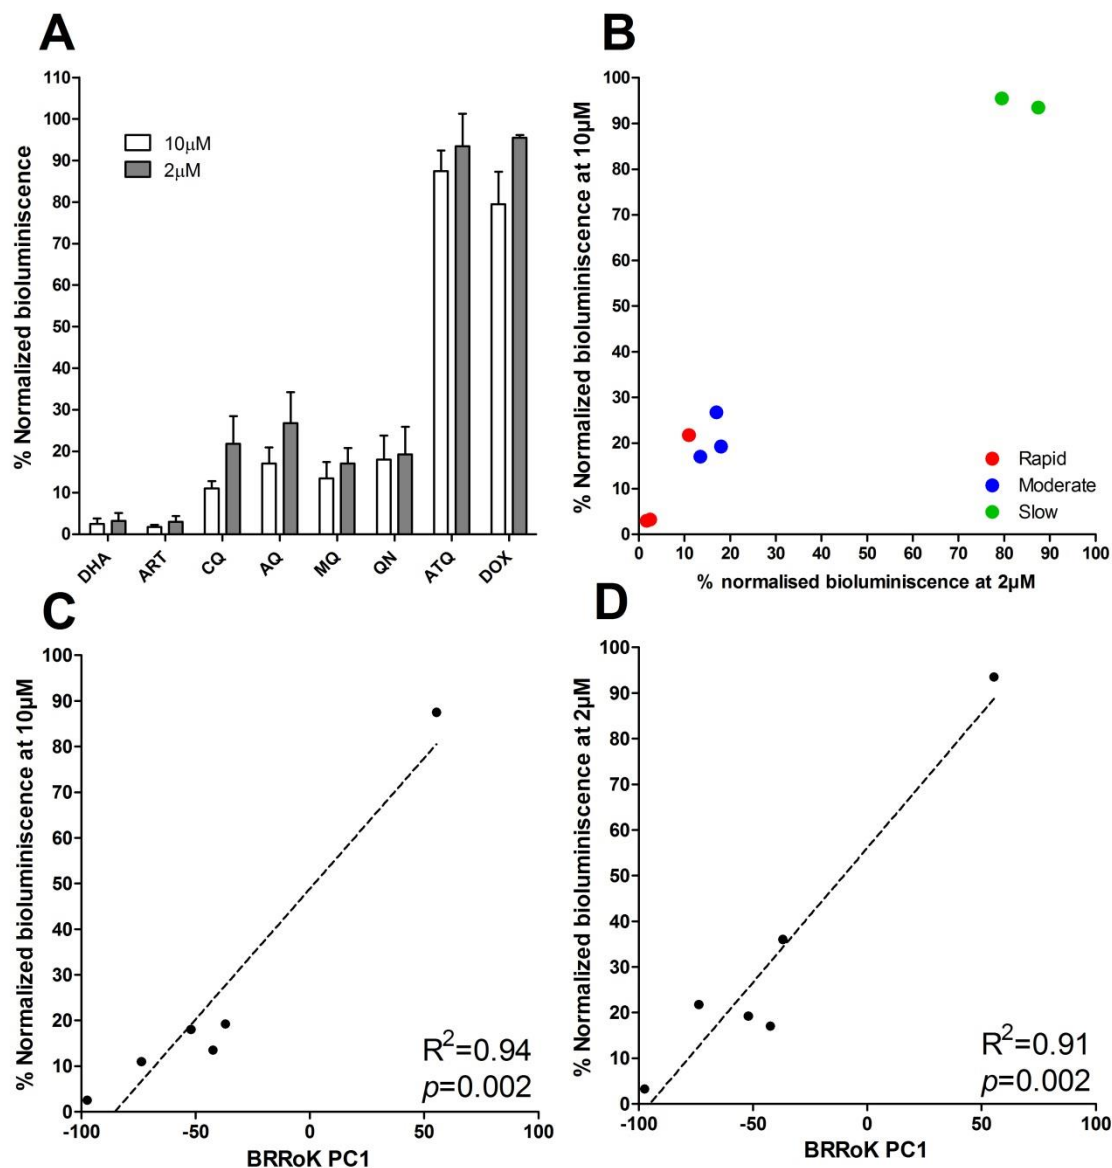 A
% Normalized bioluminiscence
110
100
90
80
70
60
50
40
30
20
10
0
10μM
2μM
DHA
ART
CQ
AQ
MQ
QN
ATQ
DOX
B
% Normalized bioluminiscence at 10μM
100
90
80
70
60
50
40
30
20
10
0
0 10 20 30 40 50 60 70 80 90 100
Rapid
Moderate
Slow
% normalised bioluminiscence at 2μM
C
% Normalized bioluminiscence at 10μM
100
90
80
70
60
50
40
30
20
10
0
R²=0.94
p=0.002
-100 -50 0 50 100
BRRoK PC1
D
% Normalized bioluminiscence at 2μM
100
90
80
70
60
50
40
30
20
10
0
R²=0.91
p=0.002
-100 -50 0 50 100
BRRoK PC1